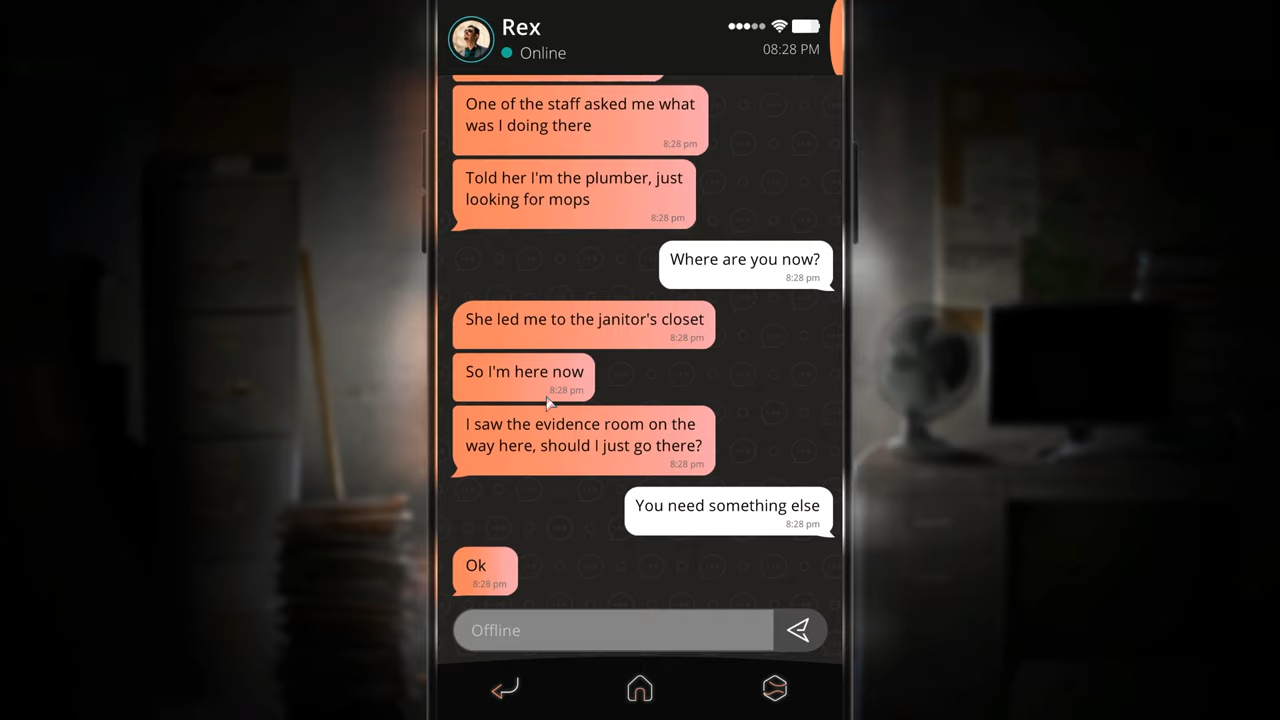 Rex
Online
08:28 PM
One of the staff asked me what
was I doing there
8:28 pm
Told her I'm the plumber, just
looking for mops
8:28 pm
Where are you now?
8:28 pm
She led me to the janitor's closet
8:28 pm
So I'm here now
8:28 pm
I saw the evidence room on the
way here, should I just go there?
8:28 pm
You need something else
8:28 pm
Ok
8:28 pm
Offline